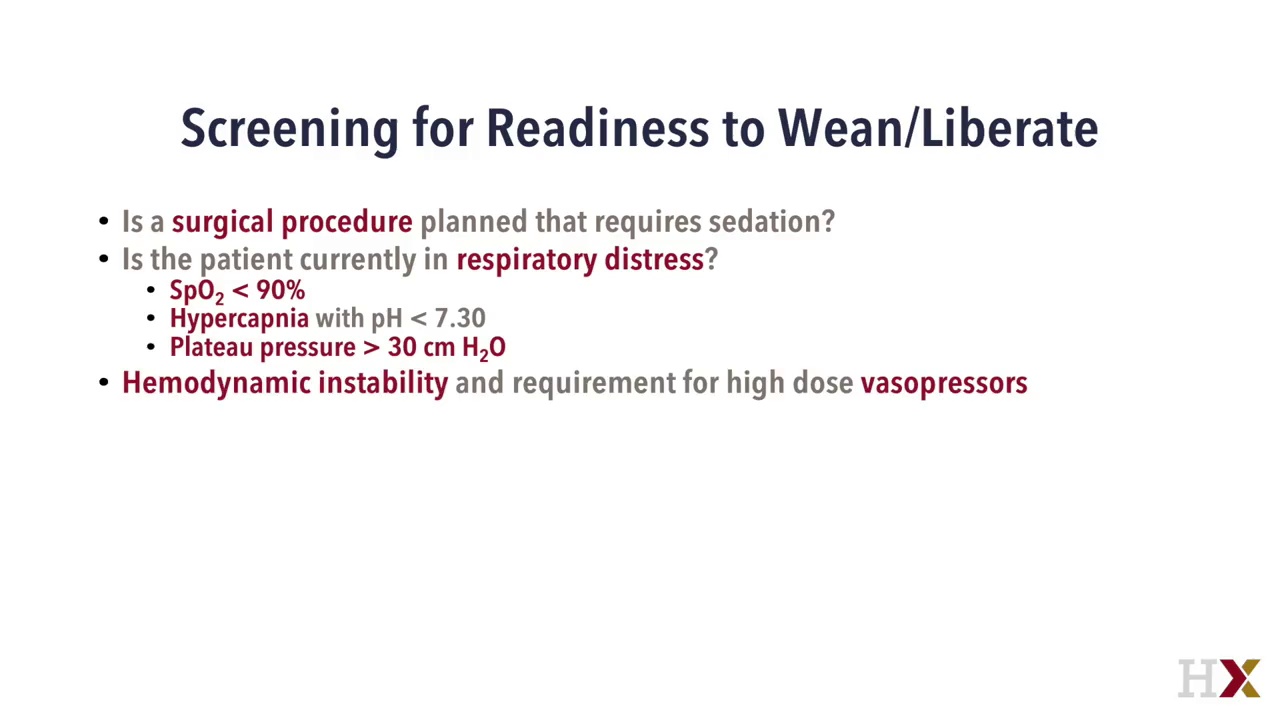 Screening for Readiness to Wean/Liberate
• Is a surgical procedure planned that requires sedation?
• Is the patient currently in respiratory distress?
• SpO₂ < 90%
• Hypercapnia with pH < 7.30
• Plateau pressure > 30 cm H₂O
• Hemodynamic instability and requirement for high dose vasopressors
HX